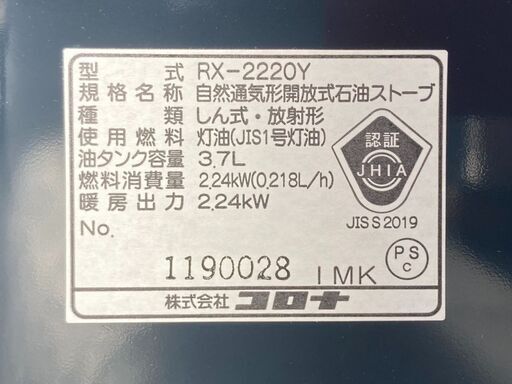 型 式 RX-2220Y
規格名称 自然通気形開放式石油ストーブ
種 類 しん式・放射形
使用燃料 灯油(JIS1号灯油)
油タンク容量 3.7L
燃料消費量 2.24kW(0.218L/h)
暖房出力 2.24kW
No.
認証
JHIA
JIS S 2019
PS
C
1190028 IMK
株式会社 コロナ